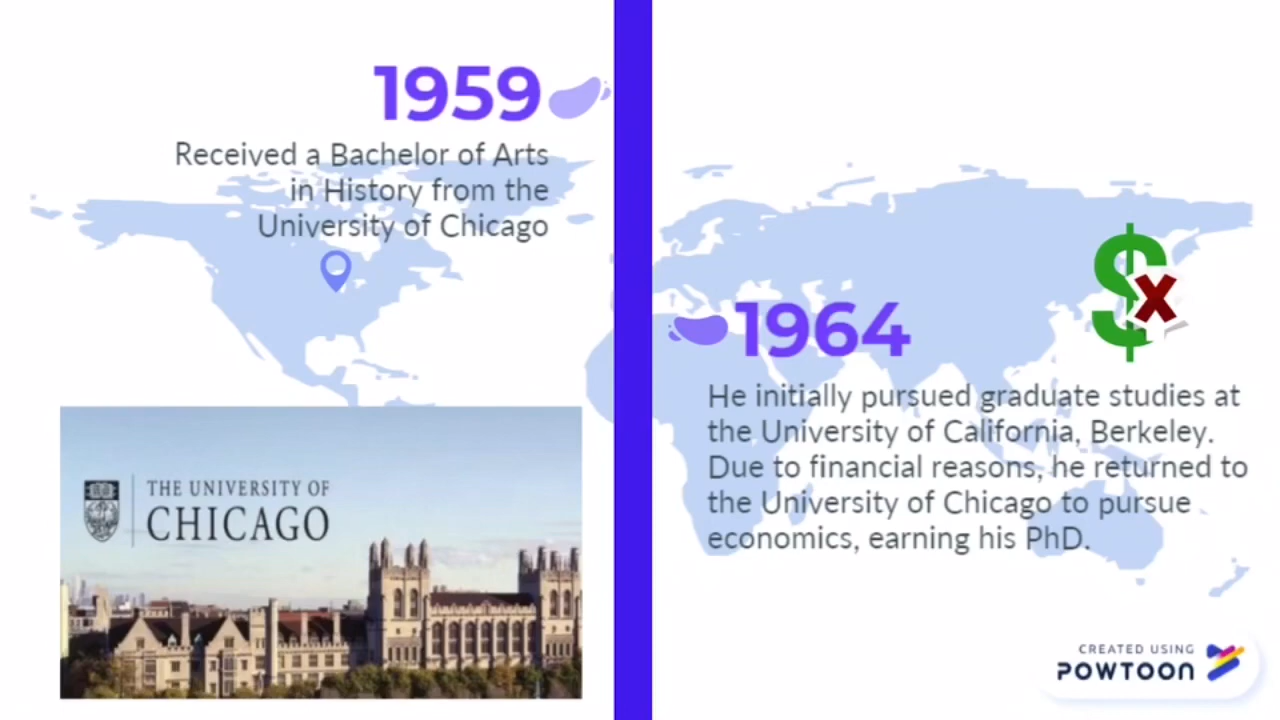 1959
Received a Bachelor of Arts
in History from the
University of Chicago
THE UNIVERSITY OF
CHICAGO
$
x
1964
He initially pursued graduate studies at
the University of California, Berkeley.
Due to financial reasons, he returned to
the University of Chicago to pursue
economics, earning his PhD.
CREATED USING
POWTOON